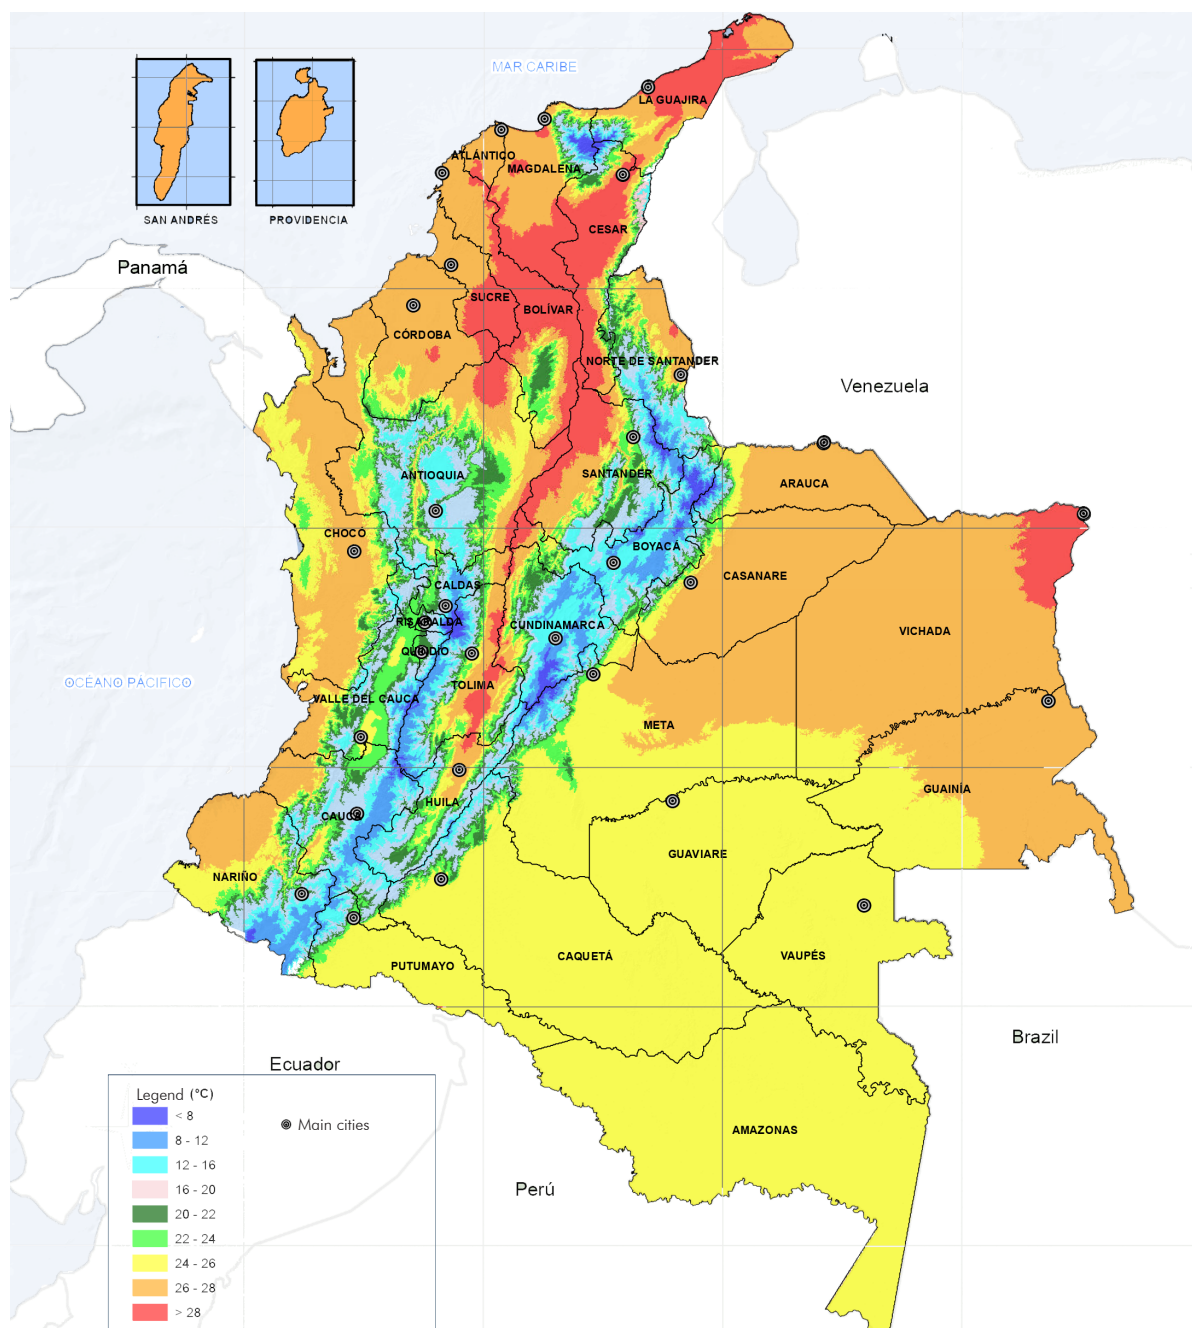 MAR CARIBE
LA GUAJIRA
ATLÁNTICO
MAGDALENA
SAN ANDRÉS
PROVIDENCIA
CESAR
Panamá
SUCRE
BOLÍVAR
CÓRDOBA
NORTE DE SANTANDER
Venezuela
ANTIOQUIA
SANTANDER
ARAUCA
CHOCÓ
BOYACÁ
CASANARE
CALDAS
RISARALDA
CUNDINAMARCA
VICHADA
QUINDIO
OCÉANO PACIFICO
TOLIMA
VALLE DEL CAUCA
META
GUAINÍA
HUILA
CAUCA
GUAVIARE
NARIÑO
CAQUETÁ
VAUPÉS
PUTUMAYO
Brazil
Ecuador
Legend (°C)
< 8
Main cities
8 - 12
AMAZONAS
12 - 16
16 - 20
Perú
20 - 22
22 - 24
24 - 26
26 - 28
> 28